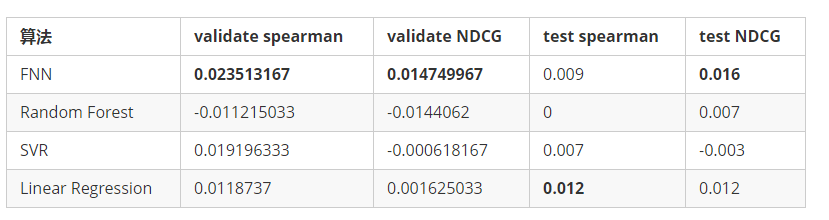 算法 validate spearman validate NDCG test spearman test NDCG
FNN 0.023513167 0.014749967 0.009 0.016
Random Forest -0.011215033 -0.0144062 0 0.007
SVR 0.019196333 -0.000618167 0.007 -0.003
Linear Regression 0.0118737 0.001625033 0.012 0.012